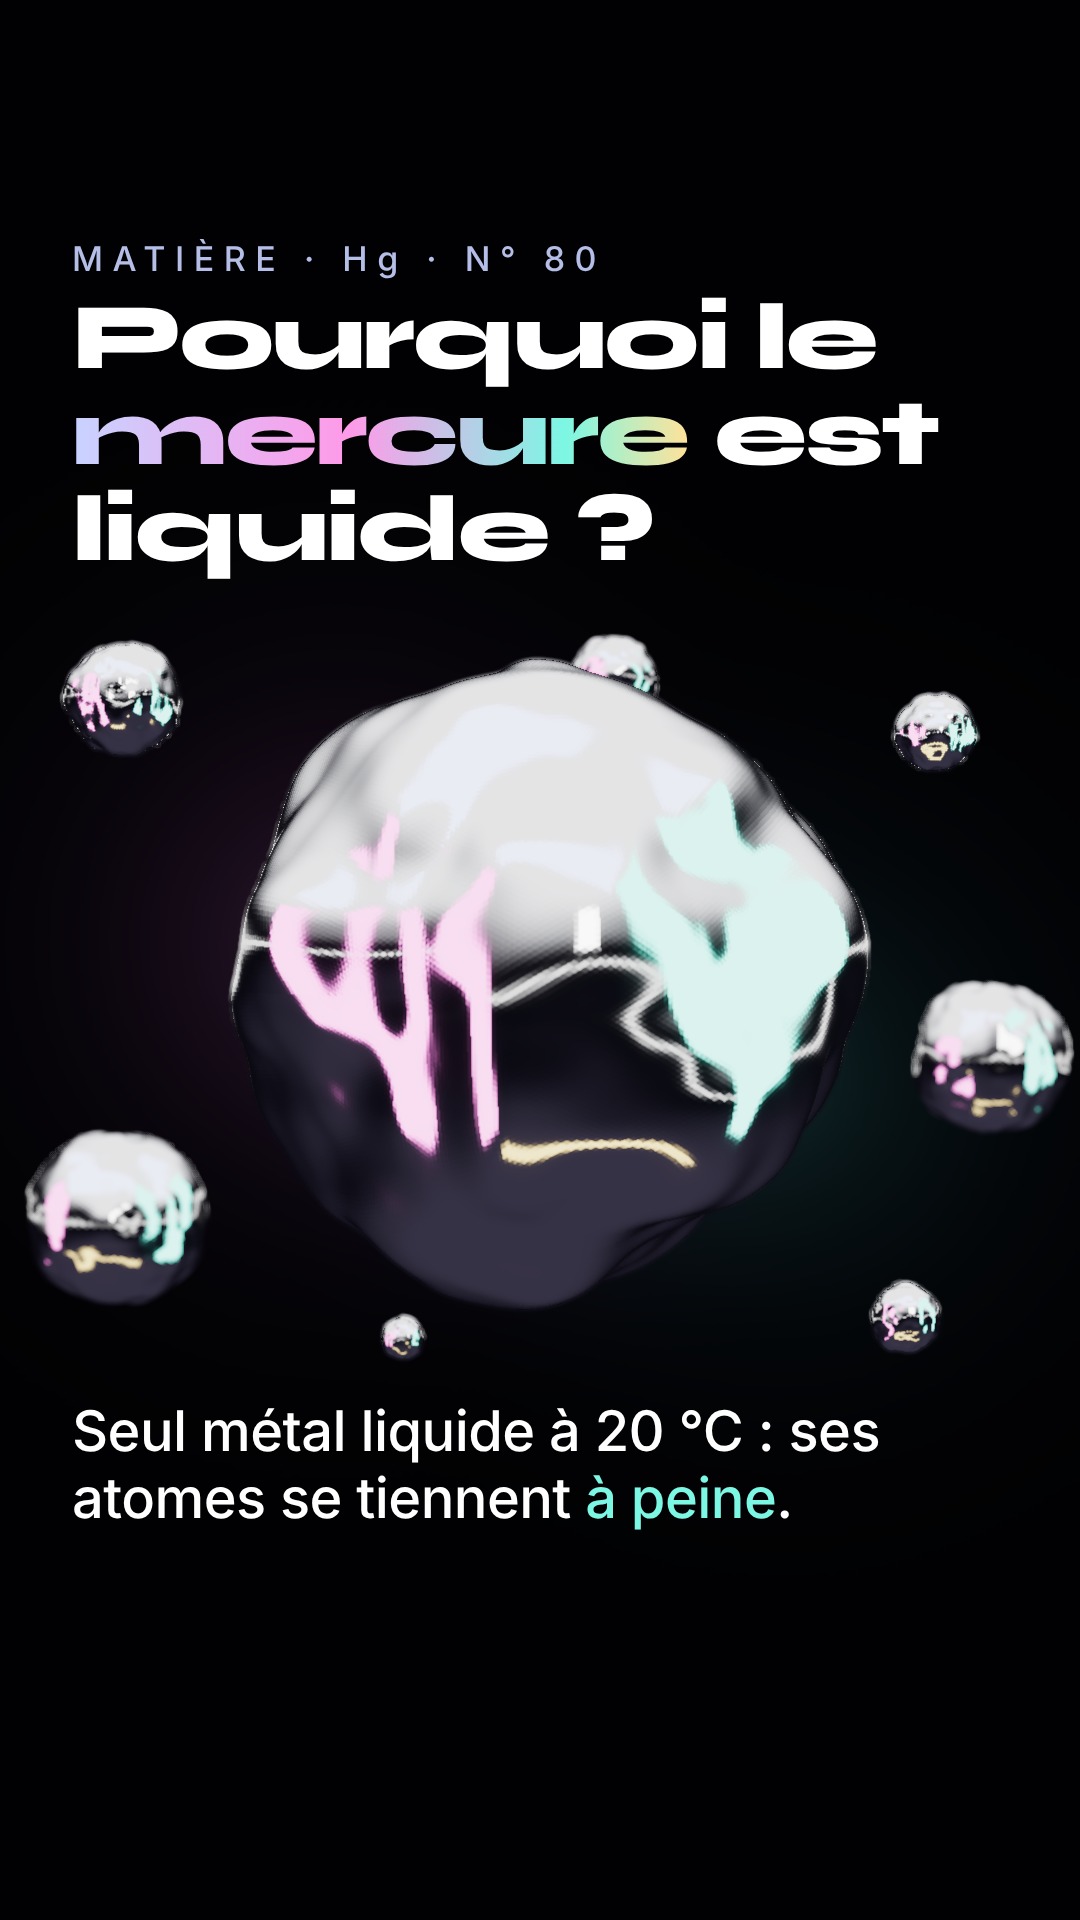 MATIÈRE · Hg · N° 80
Pourquoi le
mercure est
liquide ?
Seul métal liquide à 20 °C : ses
atomes se tiennent à peine.